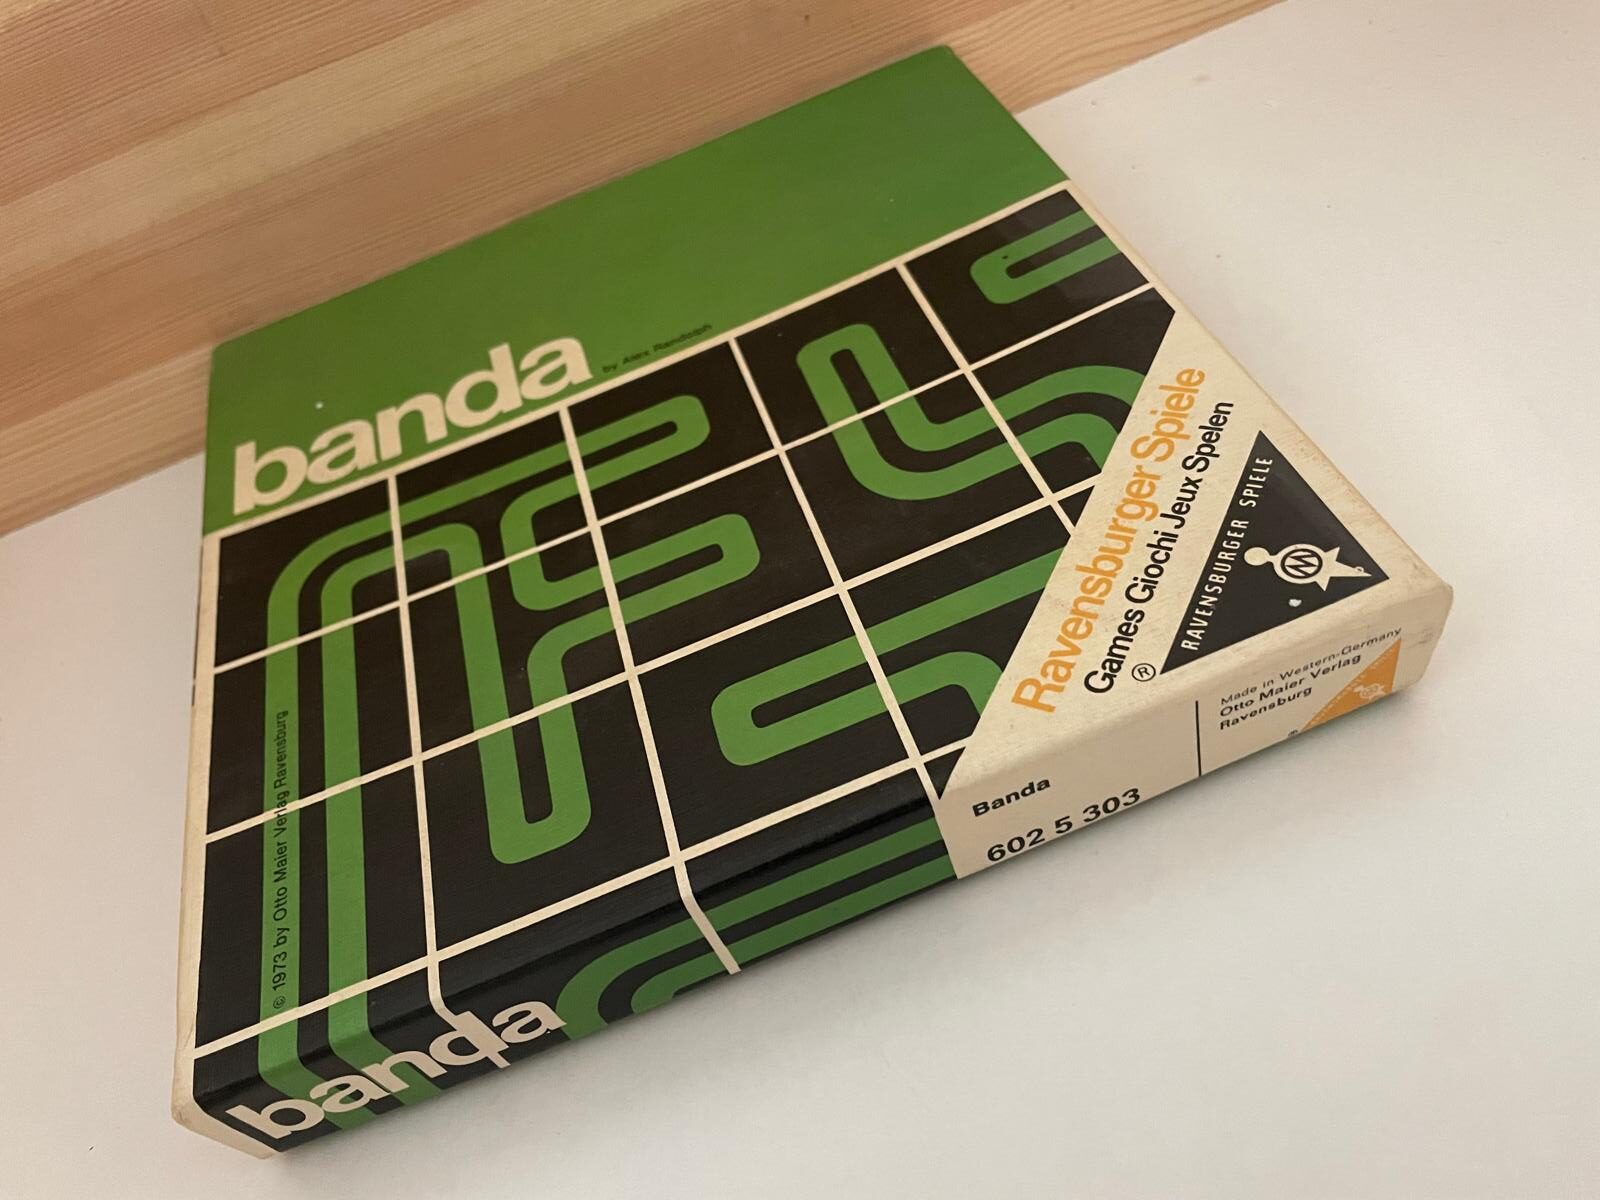 banda
by Alex Randolph
© 1973 by Otto Maier Verlag Ravensburg
Ravensburger Spiele
Games Giochi Jeux Spelen
®
RAVENSBURGER SPIELE
banda
Banda
602 5 303
Made in Western-Germany
Otto Maier Verlag
Ravensburg